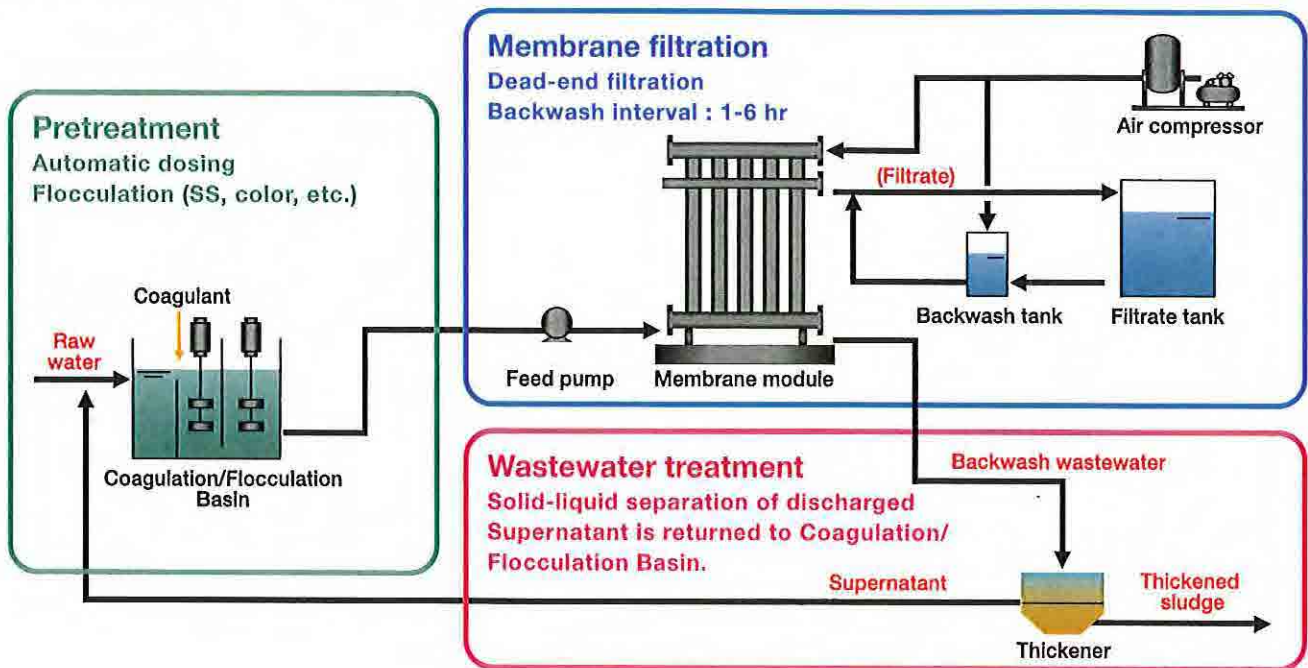 Membrane filtration
Dead-end filtration
Backwash interval : 1-6 hr
Air compressor
(Filtrate)
Backwash tank
Filtrate tank
Feed pump
Membrane module
Pretreatment
Automatic dosing
Flocculation (SS, color, etc.)
Coagulant
Raw
water
Coagulation/Flocculation
Basin
Wastewater treatment
Solid-liquid separation of discharged
Supernatant is returned to Coagulation/
Flocculation Basin.
Backwash wastewater
Supernatant
Thickened
sludge
Thickener